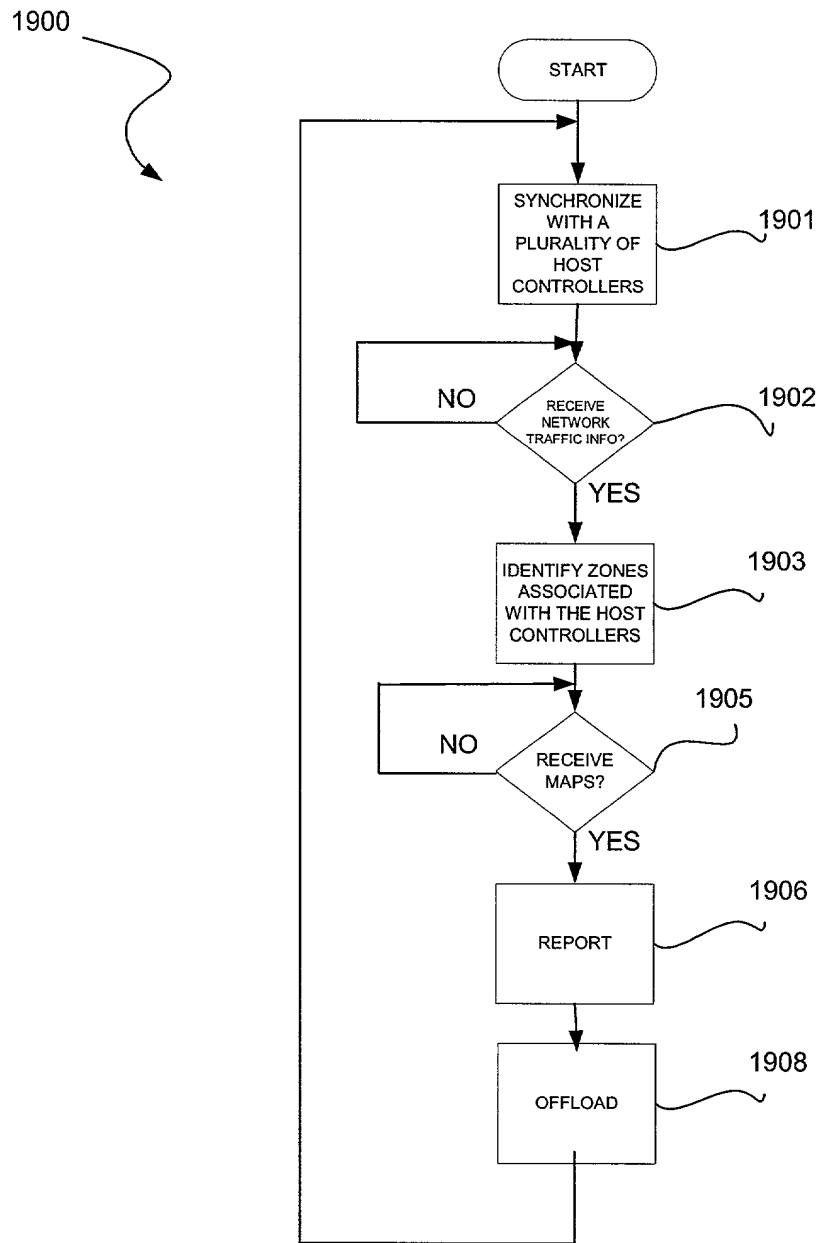 1900
START
SYNCHRONIZE
WITH A
PLURALITY OF
HOST
CONTROLLERS
1901
NO
RECEIVE
NETWORK
TRAFFIC INFO?
1902
YES
IDENTIFY ZONES
ASSOCIATED
WITH THE HOST
CONTROLLERS
1903
NO
RECEIVE
MAPS?
1905
YES
REPORT
1906
OFFLOAD
1908